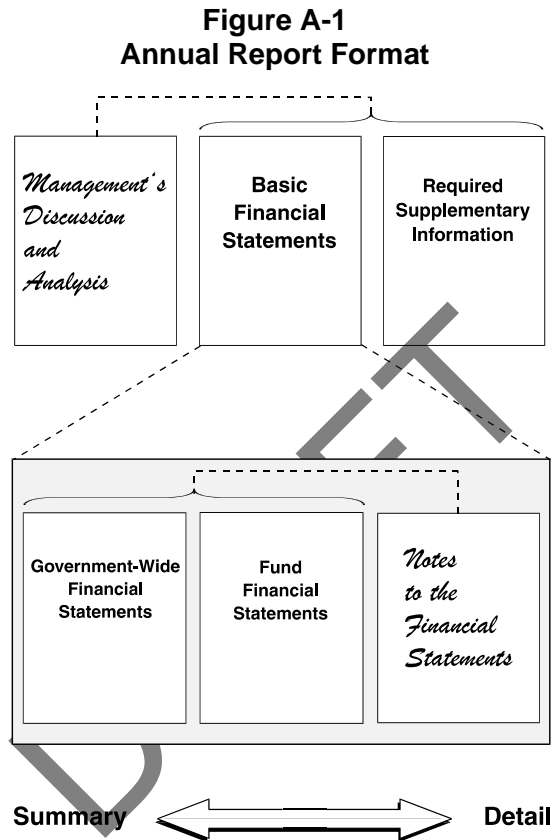 Figure A-1
Annual Report Format
Management's
Discussion
and
Analysis
Basic
Financial
Statements
Required
Supplementary
Information
Government-Wide
Financial
Statements
Fund
Financial
Statements
Notes
to the
Financial
Statements
Summary
Detail